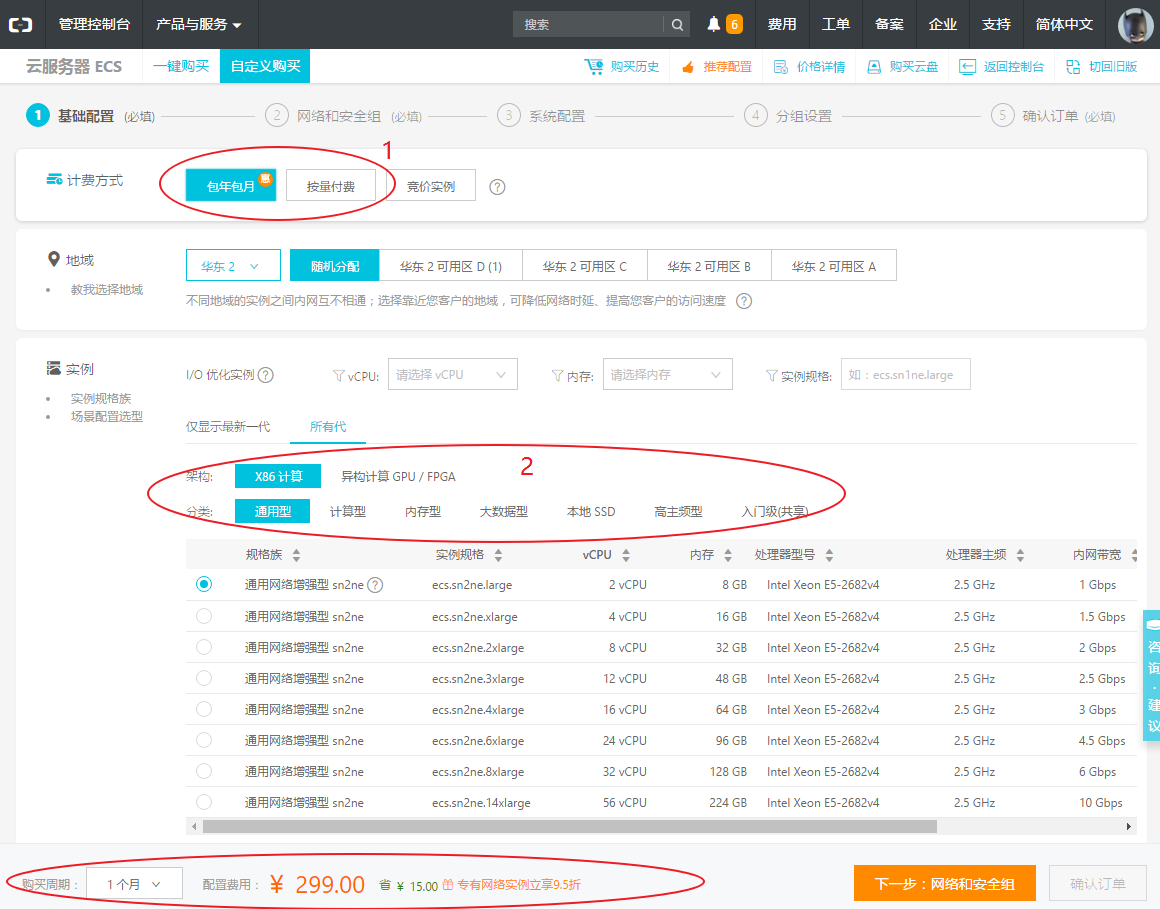 管理控制台 产品与服务 搜索 6 费用 工单 备案 企业 支持 简体中文
云服务器 ECS 一键购买 自定义购买 购买历史 推荐配置 价格详情 购买云盘 返回控制台 切回旧版
1 基础配置 (必填) 2 网络和安全组 (必填) 3 系统配置 4 分组设置 5 确认订单 (必填)
1
计费方式 包年包月 惠 按量付费 竞价实例 ?
地域 华东 2 随机分配 华东 2 可用区 D (1) 华东 2 可用区 C 华东 2 可用区 B 华东 2 可用区 A
教我选择地域
不同地域的实例之间内网互不相通；选择靠近您客户的地域，可降低网络时延、提高您客户的访问速度 ?
实例 I/O 优化实例 ? vCPU: 请选择 vCPU 内存: 请选择内存 实例规格: 如：ecs.sn1ne.large
实例规格族
场景配置选型
仅显示最新一代 所有代
2
架构: X86 计算 异构计算 GPU / FPGA
分类: 通用型 计算型 内存型 大数据型 本地 SSD 高主频型 入门级(共享)
规格族 实例规格 vCPU 内存 处理器型号 处理器主频 内网带宽
通用网络增强型 sn2ne ? ecs.sn2ne.large 2 vCPU 8 GB Intel Xeon E5-2682v4 2.5 GHz 1 Gbps
通用网络增强型 sn2ne ecs.sn2ne.xlarge 4 vCPU 16 GB Intel Xeon E5-2682v4 2.5 GHz 1.5 Gbps
通用网络增强型 sn2ne ecs.sn2ne.2xlarge 8 vCPU 32 GB Intel Xeon E5-2682v4 2.5 GHz 2 Gbps
通用网络增强型 sn2ne ecs.sn2ne.3xlarge 12 vCPU 48 GB Intel Xeon E5-2682v4 2.5 GHz 2.5 Gbps
通用网络增强型 sn2ne ecs.sn2ne.4xlarge 16 vCPU 64 GB Intel Xeon E5-2682v4 2.5 GHz 3 Gbps
通用网络增强型 sn2ne ecs.sn2ne.6xlarge 24 vCPU 96 GB Intel Xeon E5-2682v4 2.5 GHz 4.5 Gbps
通用网络增强型 sn2ne ecs.sn2ne.8xlarge 32 vCPU 128 GB Intel Xeon E5-2682v4 2.5 GHz 6 Gbps
通用网络增强型 sn2ne ecs.sn2ne.14xlarge 56 vCPU 224 GB Intel Xeon E5-2682v4 2.5 GHz 10 Gbps
咨询·建议
购买周期： 1 个月 配置费用： ¥ 299.00 省 ¥ 15.00 专有网络实例立享9.5折 下一步：网络和安全组 确认订单